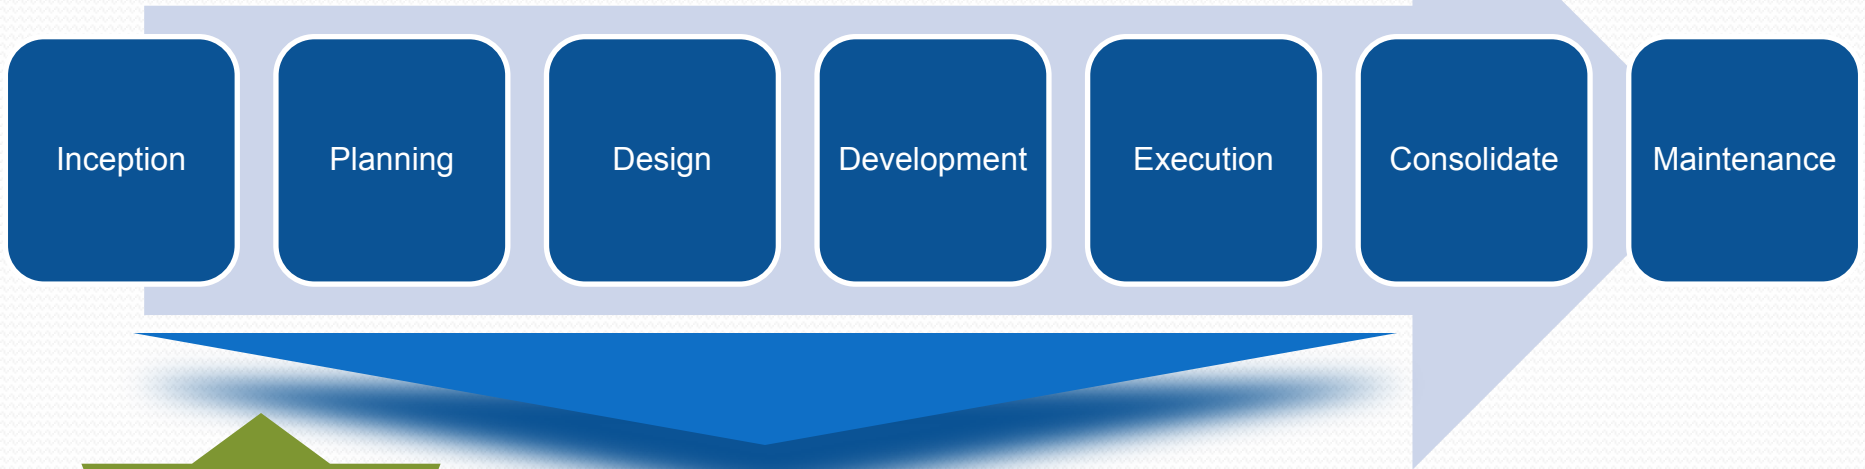 Inception
Planning
Design
Development
Execution
Consolidate
Maintenance